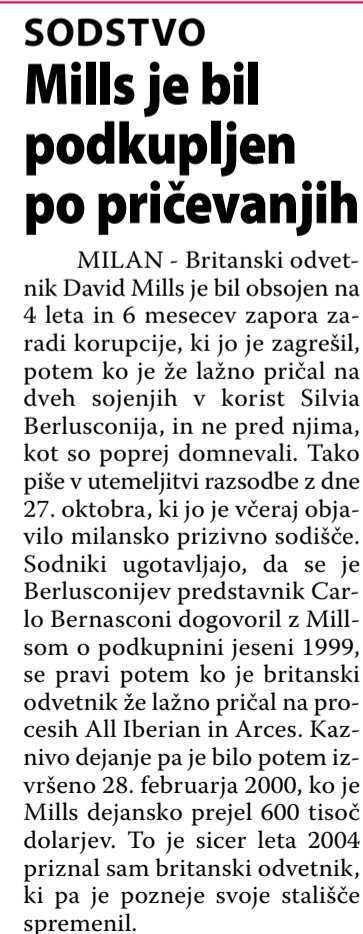 SODSTVO
Mills je bil
podkupljen
po pričevanjih
MILAN - Britanski odvet-
nik David Mills je bil obsojen na
4 leta in 6 mesecev zapora za-
radi korupcije, ki jo je zagrešil,
potem ko je že lažno pričal na
dveh sojenjih v korist Silvia
Berlusconija, in ne pred njima,
kot so poprej domnevali. Tako
piše v utemeljitvi razsodbe z dne
27. oktobra, ki jo je včeraj obja-
vilo milansko prizivno sodišče.
Sodniki ugotavljajo, da se je
Berlusconijev predstavnik Car-
lo Bernasconi dogovoril z Mill-
som o podkupnini jeseni 1999,
se pravi potem ko je britanski
odvetnik že lažno pričal na pro-
cesih All Iberian in Arces. Kaz-
nivo dejanje pa je bilo potem iz-
vršeno 28. februarja 2000, ko je
Mills dejansko prejel 600 tisoč
dolarjev. To je sicer leta 2004
priznal sam britanski odvetnik,
ki pa je pozneje svoje stališče
spremenil.